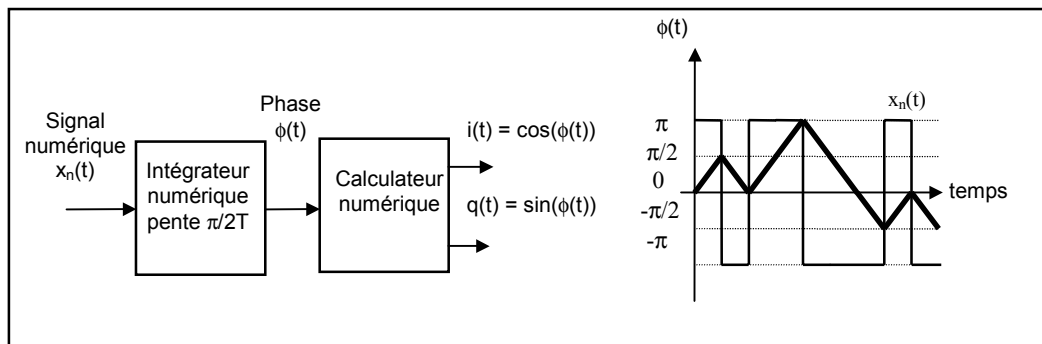 Signal
numérique
xn(t)
Intégrateur
numérique
pente π/2T
Phase
ϕ(t)
Calculateur
numérique
i(t) = cos(ϕ(t))
q(t) = sin(ϕ(t))
ϕ(t)
xn(t)
π
π/2
0
-π/2
-π
temps